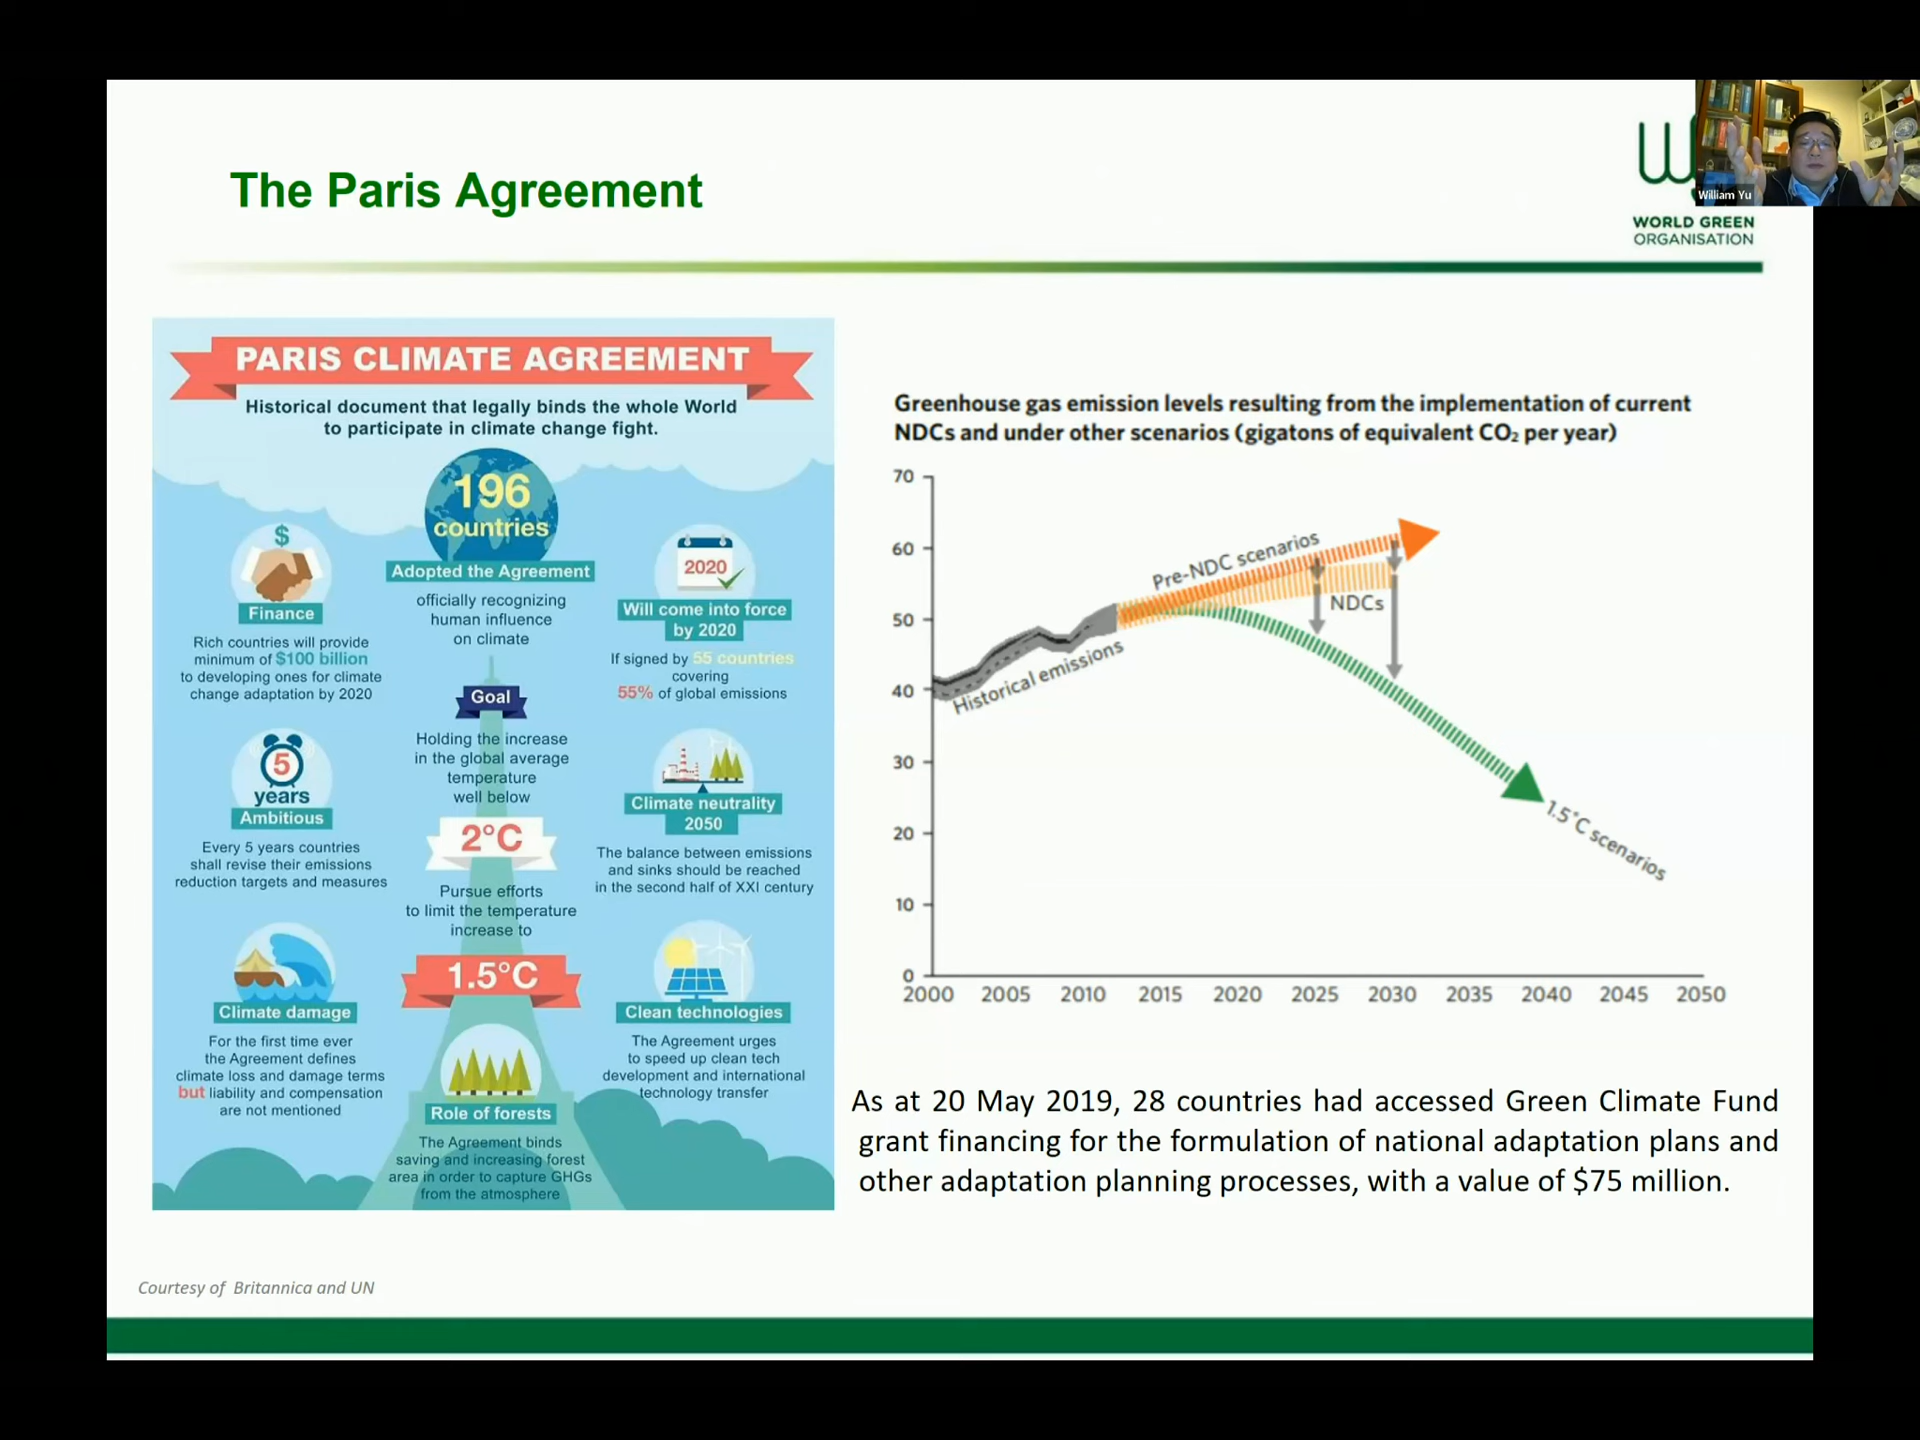 The Paris Agreement
W
WORLD GREEN
ORGANISATION
William Yu
PARIS CLIMATE AGREEMENT
Historical document that legally binds the whole World
to participate in climate change fight.
196
countries
Adopted the Agreement
officially recognizing
human influence
on climate
$
Finance
Rich countries will provide
minimum of $100 billion
to developing ones for climate
change adaptation by 2020
2020
Will come into force
by 2020
If signed by 55 countries
covering
55% of global emissions
Goal
Holding the increase
in the global average
temperature
well below
2°C
Pursue efforts
to limit the temperature
increase to
1.5°C
5
years
Ambitious
Every 5 years countries
shall revise their emissions
reduction targets and measures
Climate neutrality
2050
The balance between emissions
and sinks should be reached
in the second half of XXI century
Climate damage
For the first time ever
the Agreement defines
climate loss and damage terms
but liability and compensation
are not mentioned
Role of forests
The Agreement binds
saving and increasing forest
area in order to capture GHGs
from the atmosphere
Clean technologies
The Agreement urges
to speed up clean tech
development and international
technology transfer
Greenhouse gas emission levels resulting from the implementation of current
NDCs and under other scenarios (gigatons of equivalent CO₂ per year)
70
60
50
40
30
20
10
0
2000 2005 2010 2015 2020 2025 2030 2035 2040 2045 2050
Historical emissions
Pre-NDC scenarios
NDCs
1.5°C scenarios
As at 20 May 2019, 28 countries had accessed Green Climate Fund
grant financing for the formulation of national adaptation plans and
other adaptation planning processes, with a value of $75 million.
Courtesy of Britannica and UN